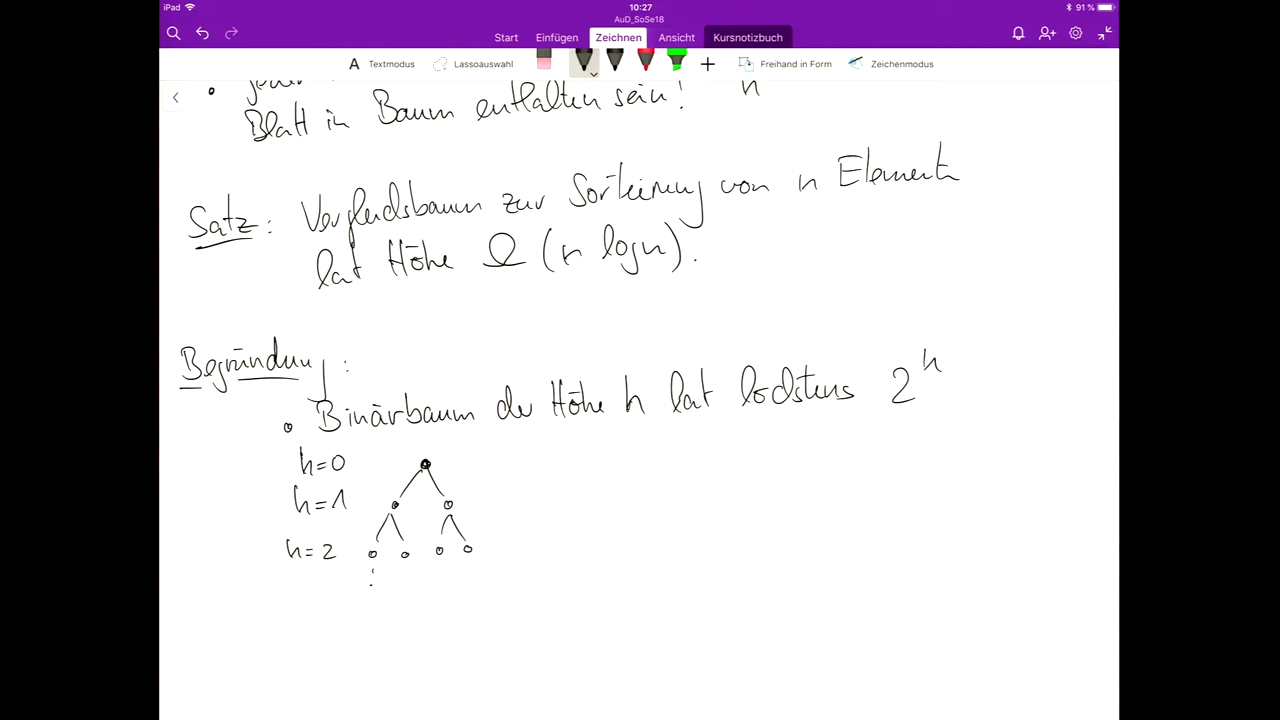 iPad 10:27 91 %
AuD_SoSe18
Start Einfügen Zeichnen Ansicht Kursnotizbuch
Textmodus Lassoauswahl Freihand in Form Zeichenmodus
Blatt in Baum enthalten sein!
Satz: Vergleichsbaum zur Sortierung von n Elementen
hat Höhe Ω (n log n).
Begründung:
Binärbaum der Höhe h hat höchstens 2^h
h=0
h=1
h=2